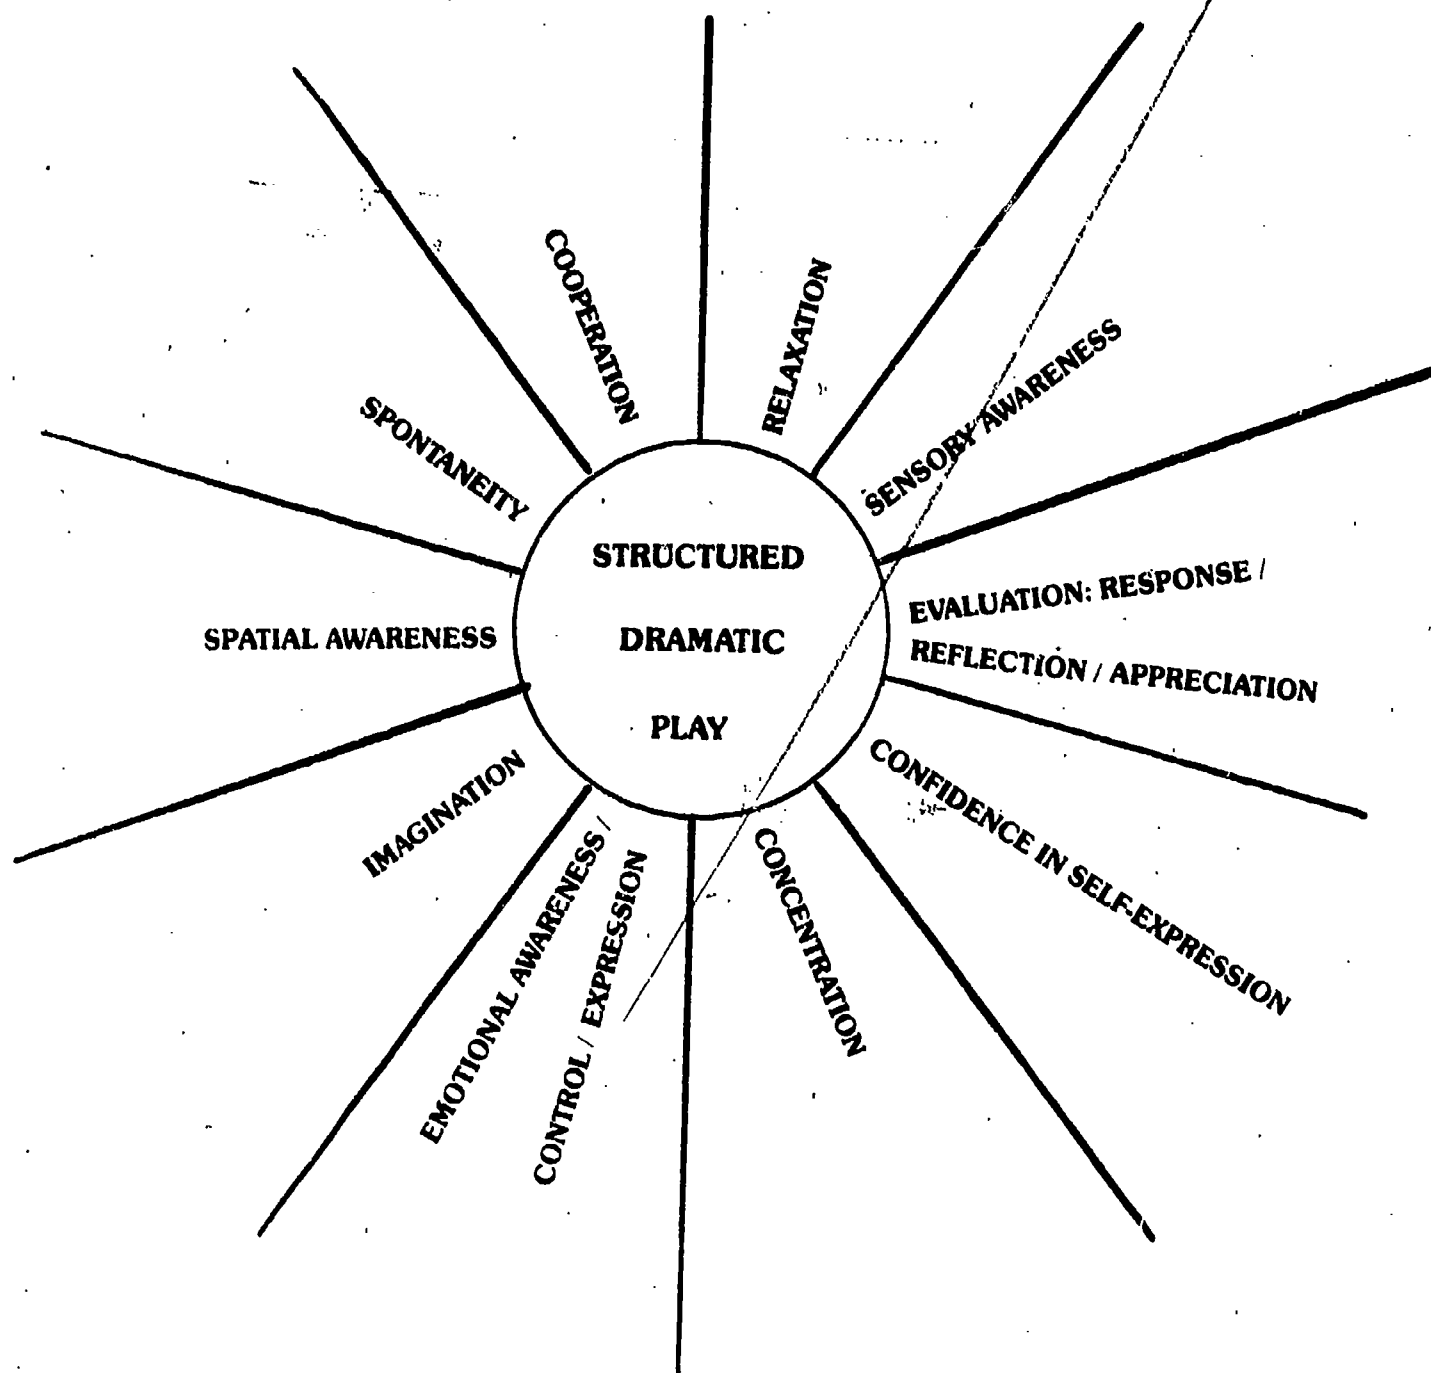 STRUCTURED
DRAMATIC
PLAY
RELAXATION
SENSORY AWARENESS
EVALUATION: RESPONSE /
REFLECTION / APPRECIATION
CONFIDENCE IN SELF-EXPRESSION
CONCENTRATION
EMOTIONAL AWARENESS /
CONTROL / EXPRESSION
IMAGINATION
SPATIAL AWARENESS
SPONTANEITY
COOPERATION